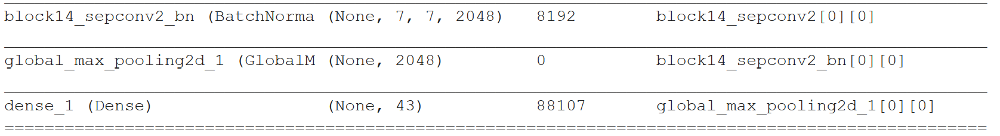 block14_sepconv2_bn (BatchNorma (None, 7, 7, 2048) 8192 block14_sepconv2[0][0]
global_max_pooling2d_1 (GlobalM (None, 2048) 0 block14_sepconv2_bn[0][0]
dense_1 (Dense) (None, 43) 88107 global_max_pooling2d_1[0][0]
==================================================================================================